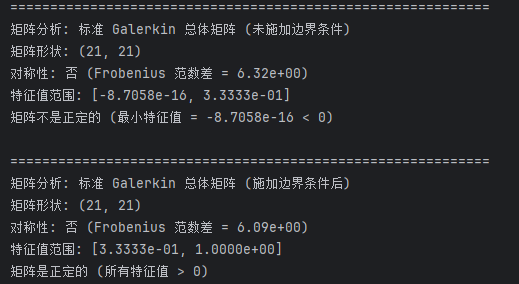 ============================================================
矩阵分析: 标准 Galerkin 总体矩阵 (未施加边界条件)
矩阵形状: (21, 21)
对称性: 否 (Frobenius 范数差 = 6.32e+00)
特征值范围: [-8.7058e-16, 3.3333e-01]
矩阵不是正定的 (最小特征值 = -8.7058e-16 < 0)
============================================================
矩阵分析: 标准 Galerkin 总体矩阵 (施加边界条件后)
矩阵形状: (21, 21)
对称性: 否 (Frobenius 范数差 = 6.09e+00)
特征值范围: [3.3333e-01, 1.0000e+00]
矩阵是正定的 (所有特征值 > 0)